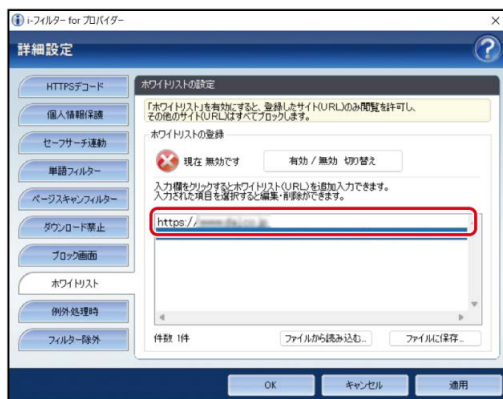 i-フィルター for プロバイダー
詳細設定
HTTPSデコード
個人情報保護
セーフサーチ連動
単語フィルター
ページスキャンフィルター
ダウンロード禁止
ブロック画面
ホワイトリスト
例外処理時
フィルター除外
ホワイトリストの設定
「ホワイトリスト」を有効にすると、登録したサイト(URL)のみ閲覧を許可し、
その他のサイト(URL)はすべてブロックします。
ホワイトリストの登録
現在 無効です
有効 / 無効 切り替え
入力欄をクリックするとホワイトリスト(URL)を追加入力できます。
入力された項目を選択すると編集・削除ができます。
https://
件数 1件
ファイルから読み込む...
ファイルに保存...
OK
キャンセル
適用